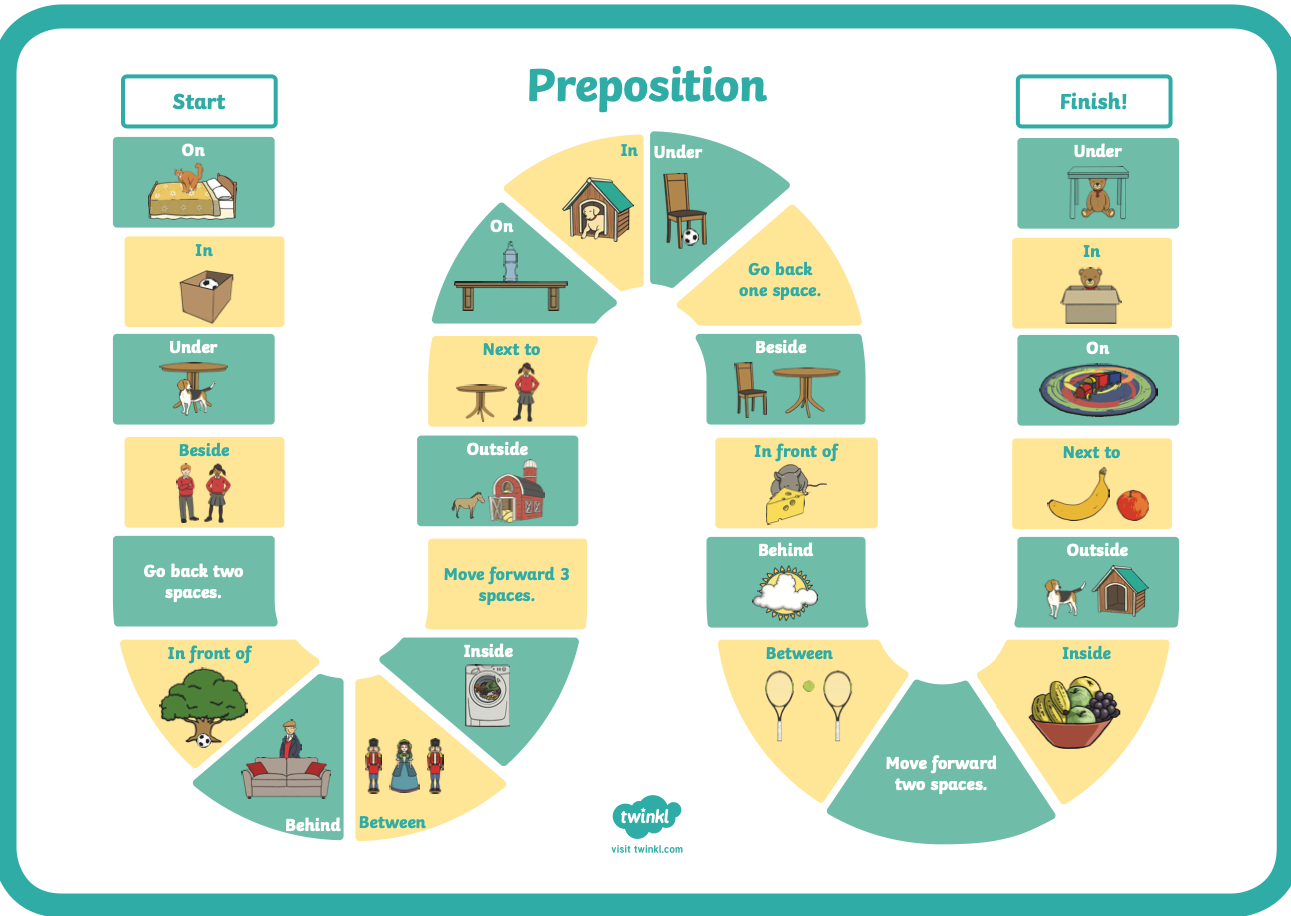 Preposition
Start
On
In
Under
Beside
Go back two
spaces.
In front of
Behind
Between
Inside
Move forward 3
spaces.
Outside
Next to
On
In
Under
Go back
one space.
Beside
In front of
Behind
Between
Move forward
two spaces.
Inside
Outside
Next to
On
In
Under
Finish!
twinkl
visit twinkl.com